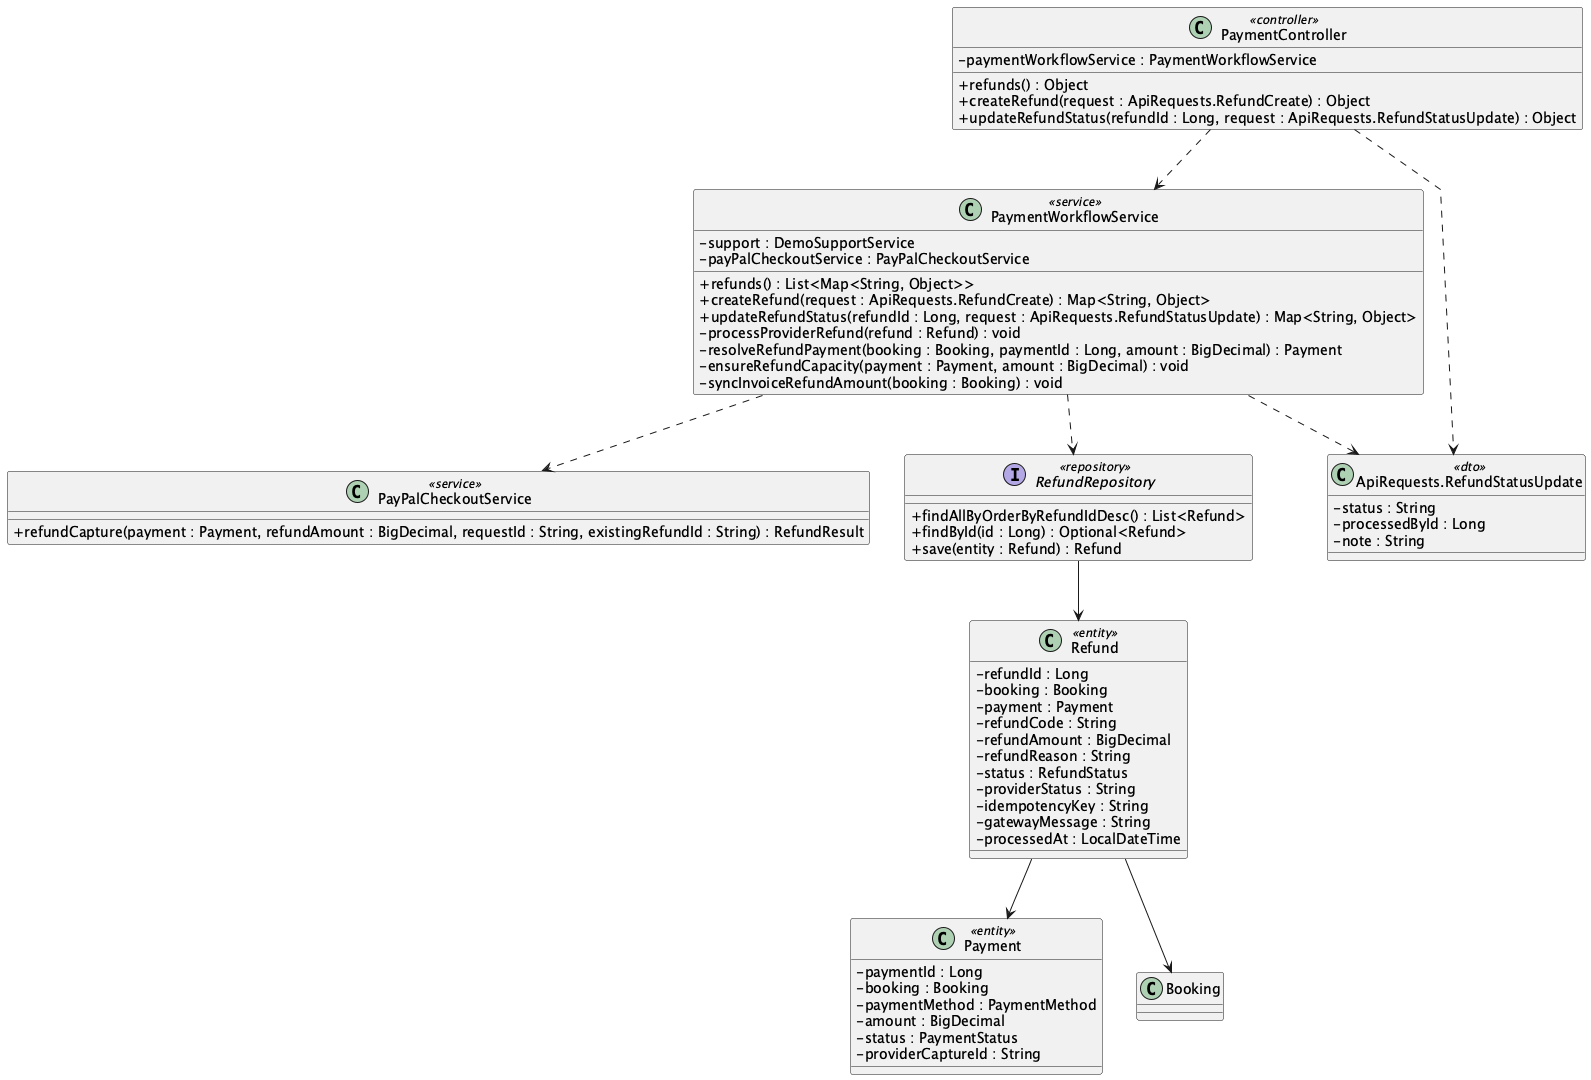 C
«controller»
PaymentController
-paymentWorkflowService : PaymentWorkflowService
+refunds() : Object
+createRefund(request : ApiRequests.RefundCreate) : Object
+updateRefundStatus(refundId : Long, request : ApiRequests.RefundStatusUpdate) : Object
C
«service»
PaymentWorkflowService
-support : DemoSupportService
-payPalCheckoutService : PayPalCheckoutService
+refunds() : List<Map<String, Object>>
+createRefund(request : ApiRequests.RefundCreate) : Map<String, Object>
+updateRefundStatus(refundId : Long, request : ApiRequests.RefundStatusUpdate) : Map<String, Object>
-processProviderRefund(refund : Refund) : void
-resolveRefundPayment(booking : Booking, paymentId : Long, amount : BigDecimal) : Payment
-ensureRefundCapacity(payment : Payment, amount : BigDecimal) : void
-syncInvoiceRefundAmount(booking : Booking) : void
C
«service»
PayPalCheckoutService
+refundCapture(payment : Payment, refundAmount : BigDecimal, requestId : String, existingRefundId : String) : RefundResult
I
«repository»
RefundRepository
+findAllByOrderByRefundIdDesc() : List<Refund>
+findById(id : Long) : Optional<Refund>
+save(entity : Refund) : Refund
C
«dto»
ApiRequests.RefundStatusUpdate
-status : String
-processedById : Long
-note : String
C
«entity»
Refund
-refundId : Long
-booking : Booking
-payment : Payment
-refundCode : String
-refundAmount : BigDecimal
-refundReason : String
-status : RefundStatus
-providerStatus : String
-idempotencyKey : String
-gatewayMessage : String
-processedAt : LocalDateTime
C
«entity»
Payment
-paymentId : Long
-booking : Booking
-paymentMethod : PaymentMethod
-amount : BigDecimal
-status : PaymentStatus
-providerCaptureId : String
C
Booking